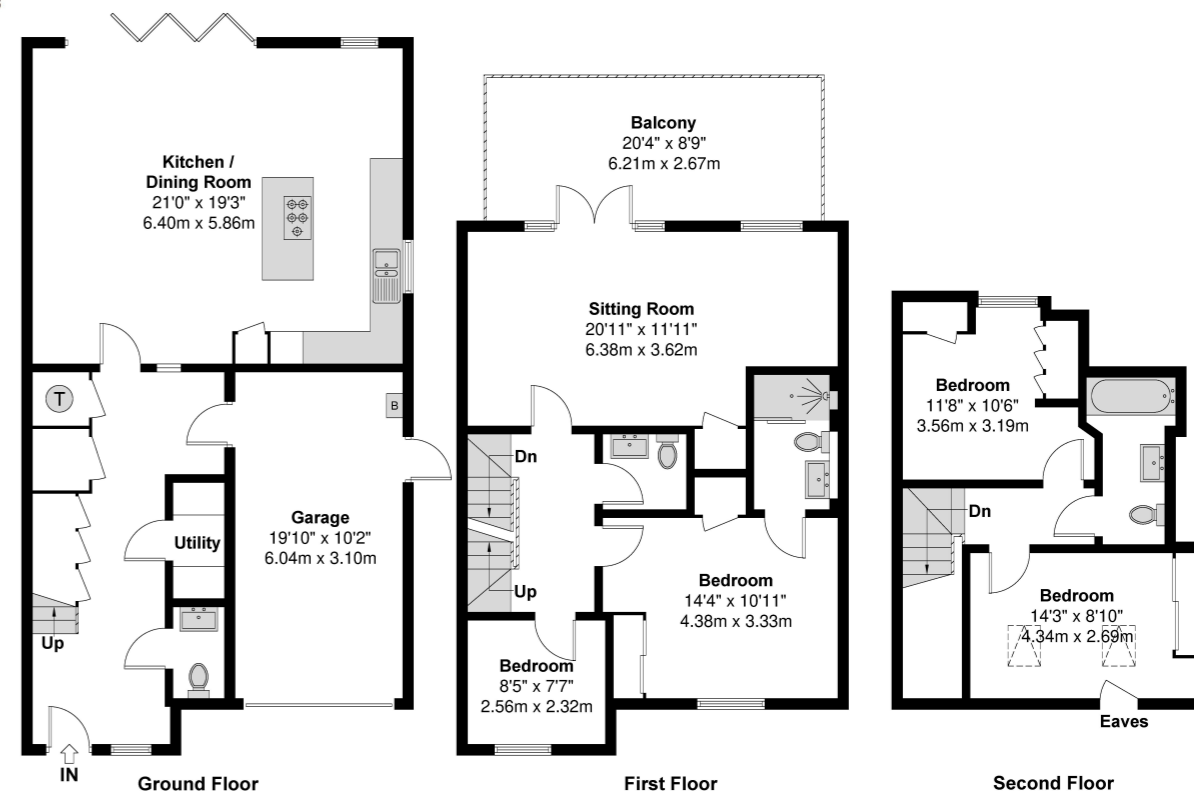 Kitchen /
Dining Room
21'0" x 19'3"
6.40m x 5.86m
T
B
Garage
19'10" x 10'2"
6.04m x 3.10m
Utility
Up
IN
Ground Floor
Balcony
20'4" x 8'9"
6.21m x 2.67m
Sitting Room
20'11" x 11'11"
6.38m x 3.62m
Dn
Up
Bedroom
14'4" x 10'11"
4.38m x 3.33m
Bedroom
8'5" x 7'7"
2.56m x 2.32m
First Floor
Bedroom
11'8" x 10'6"
3.56m x 3.19m
Dn
Bedroom
14'3" x 8'10"
4.34m x 2.69m
Eaves
Second Floor